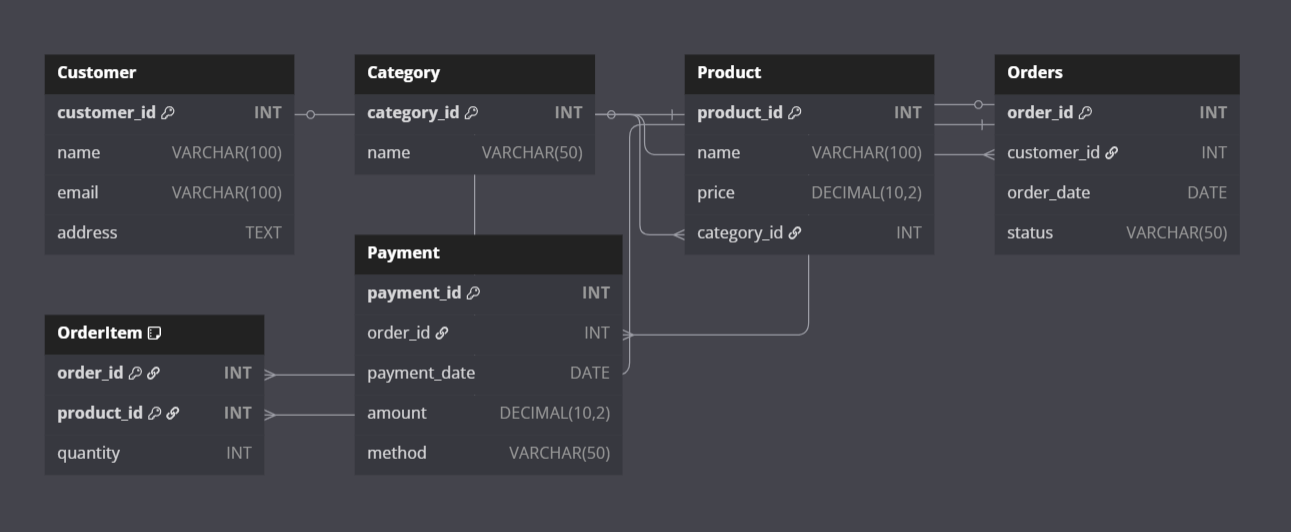 Customer
customer_id INT
name VARCHAR(100)
email VARCHAR(100)
address TEXT
Category
category_id INT
name VARCHAR(50)
Product
product_id INT
name VARCHAR(100)
price DECIMAL(10,2)
category_id INT
Orders
order_id INT
customer_id INT
order_date DATE
status VARCHAR(50)
Payment
payment_id INT
order_id INT
payment_date DATE
amount DECIMAL(10,2)
method VARCHAR(50)
OrderItem
order_id INT
product_id INT
quantity INT